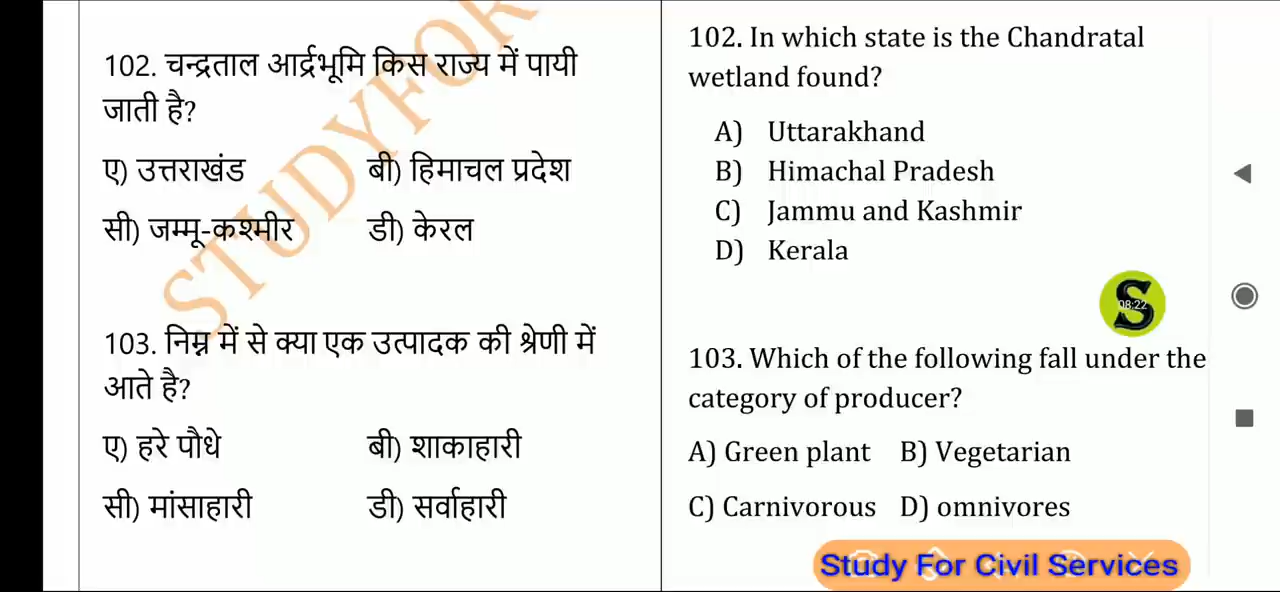 102. चन्द्रताल आर्द्रभूमि किस राज्य में पायी
जाती है?
ए) उत्तराखंड बी) हिमाचल प्रदेश
सी) जम्मू-कश्मीर डी) केरल
103. निम्न में से क्या एक उत्पादक की श्रेणी में
आते है?
ए) हरे पौधे बी) शाकाहारी
सी) मांसाहारी डी) सर्वाहारी
STUDYFOR
102. In which state is the Chandratal
wetland found?
A) Uttarakhand
B) Himachal Pradesh
C) Jammu and Kashmir
D) Kerala
S
08:22
103. Which of the following fall under the
category of producer?
A) Green plant B) Vegetarian
C) Carnivorous D) omnivores
Study For Civil Services